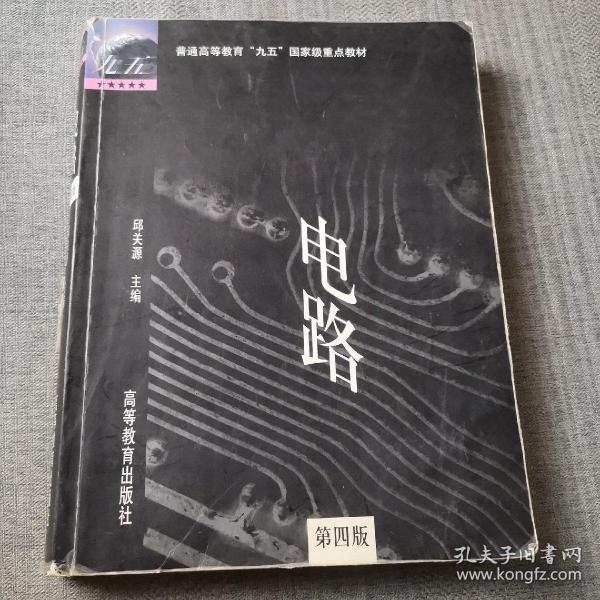 九五
★★★★★
普通高等教育“九五”国家级重点教材
邱关源 主编
电路
高等教育出版社
第四版
孔夫子旧书网
www.kongfz.com